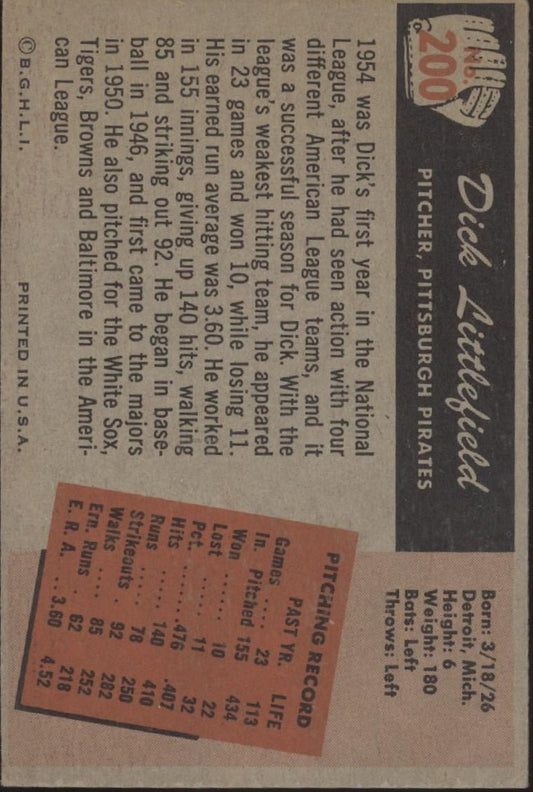 No.
200
Dick Littlefield
PITCHER, PITTSBURGH PIRATES
Born: 3/18/26
Detroit, Mich.
Height: 6
Weight: 180
Bats: Left
Throws: Left
1954 was Dick's first year in the National
League, after he had seen action with four
different American League teams, and it
was a successful season for Dick. With the
league's weakest hitting team, he appeared
in 23 games and won 10, while losing 11.
His earned run average was 3.60. He worked
in 155 innings, giving up 140 hits, walking
85 and striking out 92. He began in base-
ball in 1946, and first came to the majors
in 1950. He also pitched for the White Sox,
Tigers, Browns and Baltimore in the Ameri-
can League.
PITCHING RECORD
PAST YR. LIFE
Games .... 23 113
In. Pitched 155 434
Won ...... 10 22
Lost ...... 11 32
Pct. ......476 .407
Hits ..... 140 410
Runs ..... 78 250
Strikeouts . 92 282
Walks .... 85 252
Ern. Runs .. 62 218
E. R. A. ... 3.60 4.52
©B.G.H.L.I. PRINTED IN U.S.A.